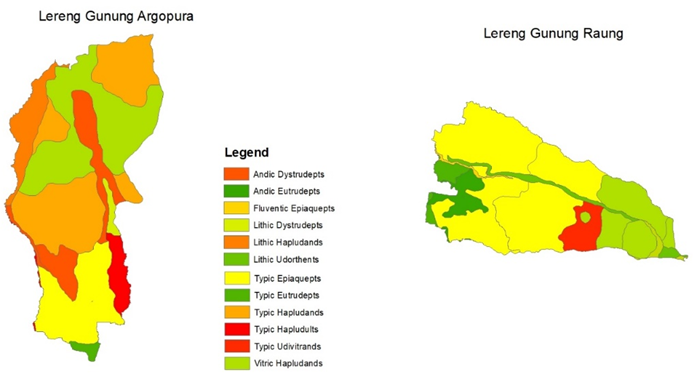 Lereng Gunung Argopura
Lereng Gunung Raung
Legend
Andic Dystrudepts
Andic Eutrudepts
Fluventic Epiaquepts
Lithic Dystrudepts
Lithic Hapludands
Lithic Udorthents
Typic Epiaquepts
Typic Eutrudepts
Typic Hapludands
Typic Hapludults
Typic Udivitrands
Vitric Hapludands